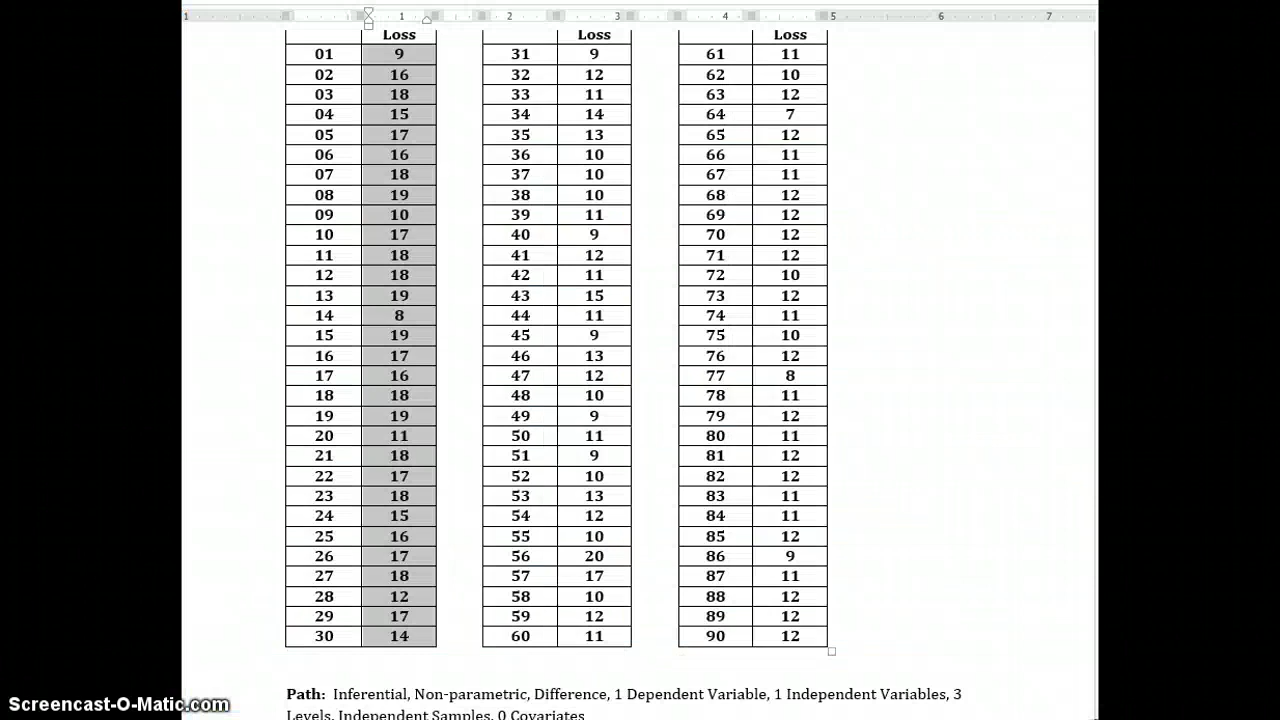 1 1 2 3 4 5 6 7
Loss Loss Loss
01 9 31 9 61 11
02 16 32 12 62 10
03 18 33 11 63 12
04 15 34 14 64 7
05 17 35 13 65 12
06 16 36 10 66 11
07 18 37 10 67 11
08 19 38 10 68 12
09 10 39 11 69 12
10 17 40 9 70 12
11 18 41 12 71 12
12 18 42 11 72 10
13 19 43 15 73 12
14 8 44 11 74 11
15 19 45 9 75 10
16 17 46 13 76 12
17 16 47 12 77 8
18 18 48 10 78 11
19 19 49 9 79 12
20 11 50 11 80 11
21 18 51 9 81 12
22 17 52 10 82 12
23 18 53 13 83 11
24 15 54 12 84 11
25 16 55 10 85 12
26 17 56 20 86 9
27 18 57 17 87 11
28 12 58 10 88 12
29 17 59 12 89 12
30 14 60 11 90 12
Path: Inferential, Non-parametric, Difference, 1 Dependent Variable, 1 Independent Variables, 3
Levels, Independent Samples, 0 Covariates
Screencast-O-Matic.com